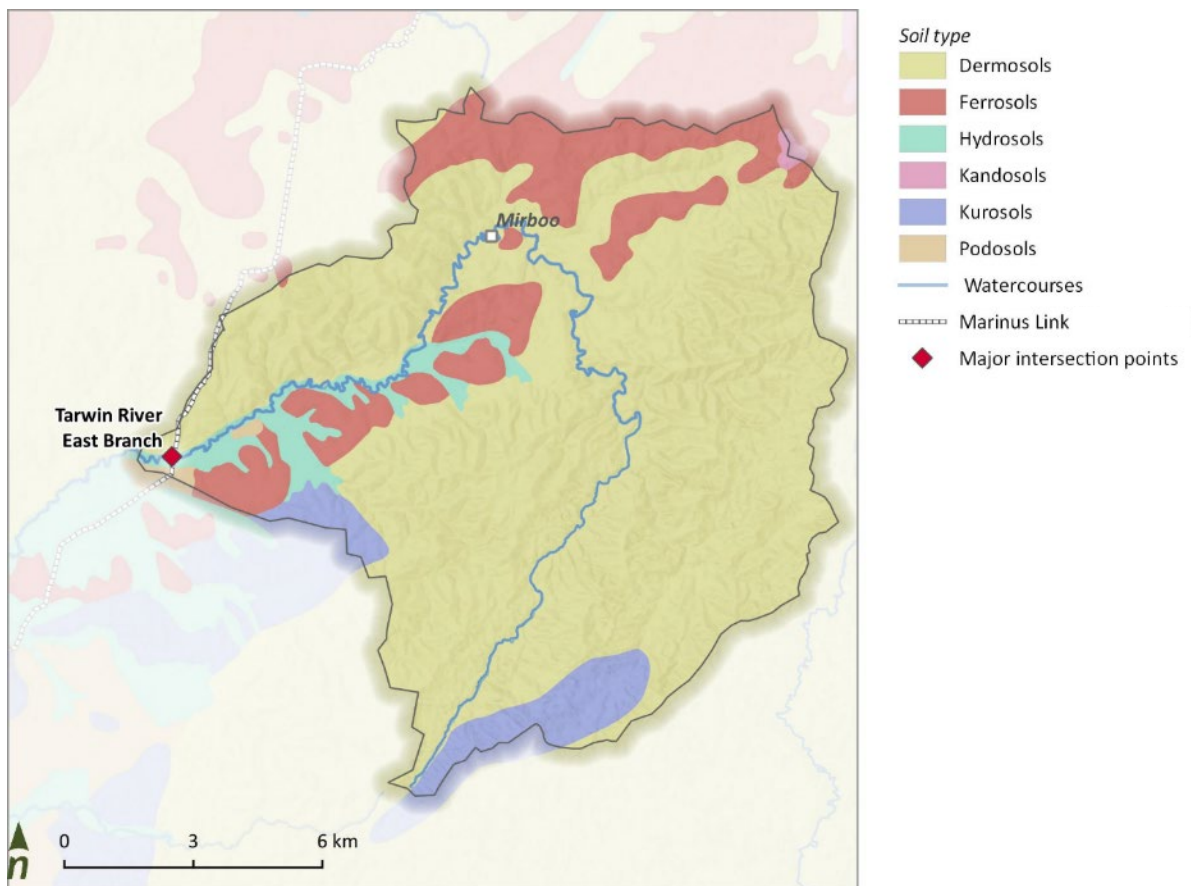 Mirboo
Tarwin River
East Branch
n
0 3 6 km
Soil type
Dermosols
Ferrosols
Hydrosols
Kandosols
Kurosols
Podosols
Watercourses
Marinus Link
Major intersection points